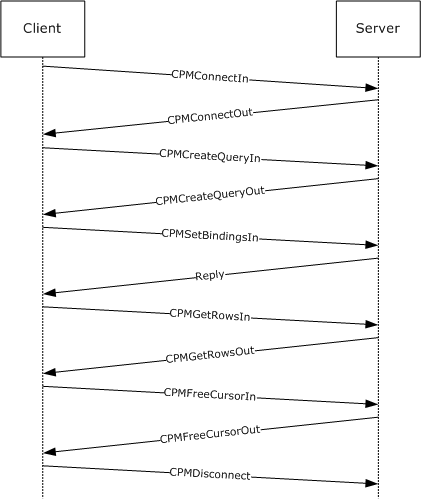 Client
Server
CPMConnectIn
CPMConnectOut
CPMCreateQueryIn
CPMCreateQueryOut
CPMSetBindingsIn
Reply
CPMGetRowsIn
CPMGetRowsOut
CPMFreeCursorIn
CPMFreeCursorOut
CPMDisconnect